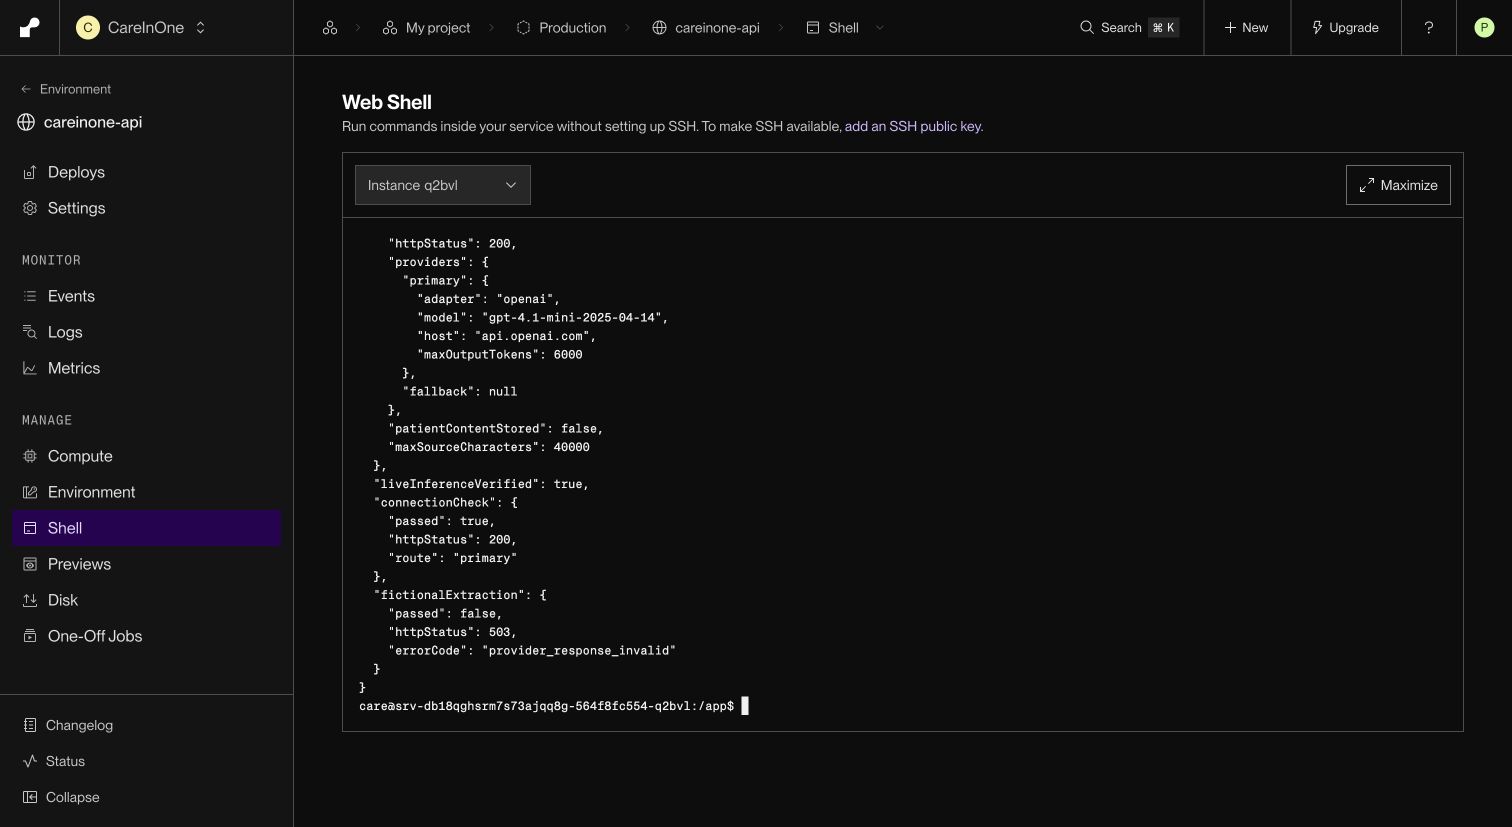 C CareInOne
My project
Production
careinone-api
Shell
Search ⌘ K
+ New
Upgrade
?
P
← Environment
careinone-api
Deploys
Settings
MONITOR
Events
Logs
Metrics
MANAGE
Compute
Environment
Shell
Previews
Disk
One-Off Jobs
Changelog
Status
Collapse
Web Shell
Run commands inside your service without setting up SSH. To make SSH available, add an SSH public key.
Instance q2bvl
Maximize
    "httpStatus": 200,
    "providers": {
      "primary": {
        "adapter": "openai",
        "model": "gpt-4.1-mini-2025-04-14",
        "host": "api.openai.com",
        "maxOutputTokens": 6000
      },
      "fallback": null
    },
    "patientContentStored": false,
    "maxSourceCharacters": 40000
  },
  "liveInferenceVerified": true,
  "connectionCheck": {
    "passed": true,
    "httpStatus": 200,
    "route": "primary"
  },
  "fictionalExtraction": {
    "passed": false,
    "httpStatus": 503,
    "errorCode": "provider_response_invalid"
  }
}
care@srv-db18qghsrm7s73ajqq8g-564f8fc554-q2bvl:/app$